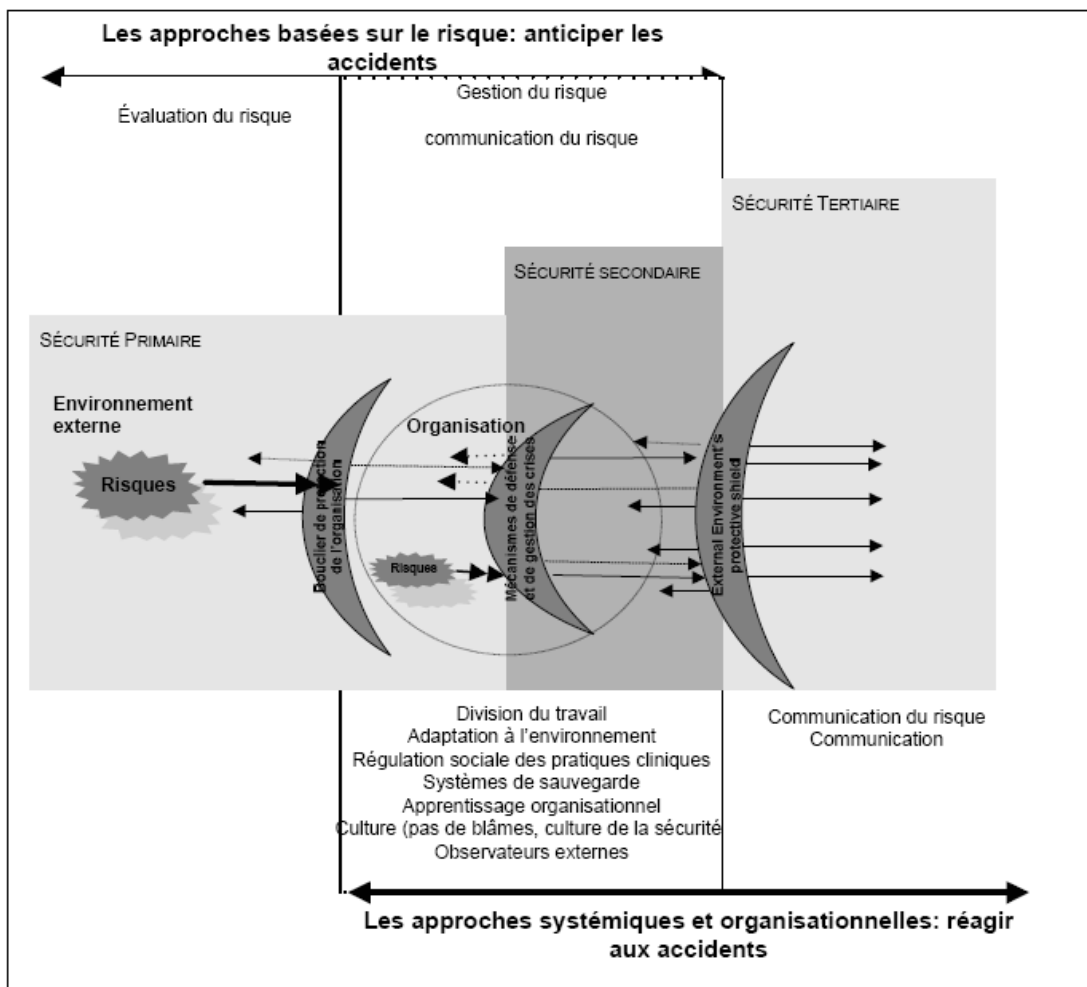 Les approches basées sur le risque: anticiper les
accidents
Évaluation du risque
Gestion du risque
communication du risque
SÉCURITÉ TERTIAIRE
SÉCURITÉ SECONDAIRE
SÉCURITÉ PRIMAIRE
Environnement
externe
Organisation
Risques
Bouclier de protection
de l'organisation
Risques
Mécanismes de défense
et de gestion des crises
External Environment's
protective shield
Division du travail
Adaptation à l'environnement
Régulation sociale des pratiques cliniques
Systèmes de sauvegarde
Apprentissage organisationnel
Culture (pas de blâmes, culture de la sécurité
Observateurs externes
Communication du risque
Communication
Les approches systémiques et organisationnelles: réagir
aux accidents